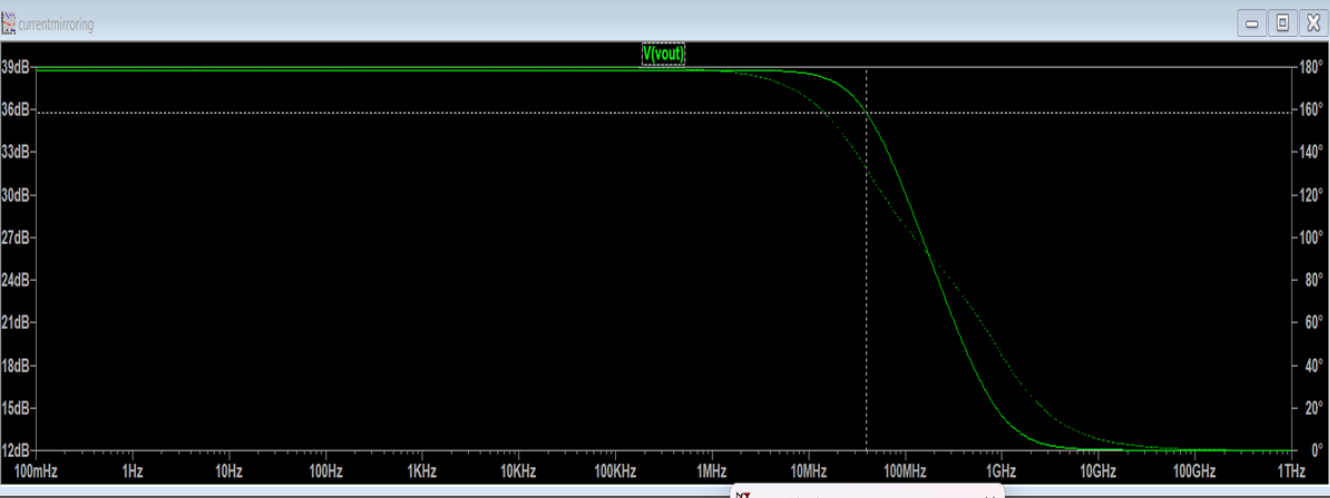 currentmirroring
V(vout)
39dB
36dB
33dB
30dB
27dB
24dB
21dB
18dB
15dB
12dB
180°
160°
140°
120°
100°
80°
60°
40°
20°
0°
100mHz 1Hz 10Hz 100Hz 1KHz 10KHz 100KHz 1MHz 10MHz 100MHz 1GHz 10GHz 100GHz 1THz